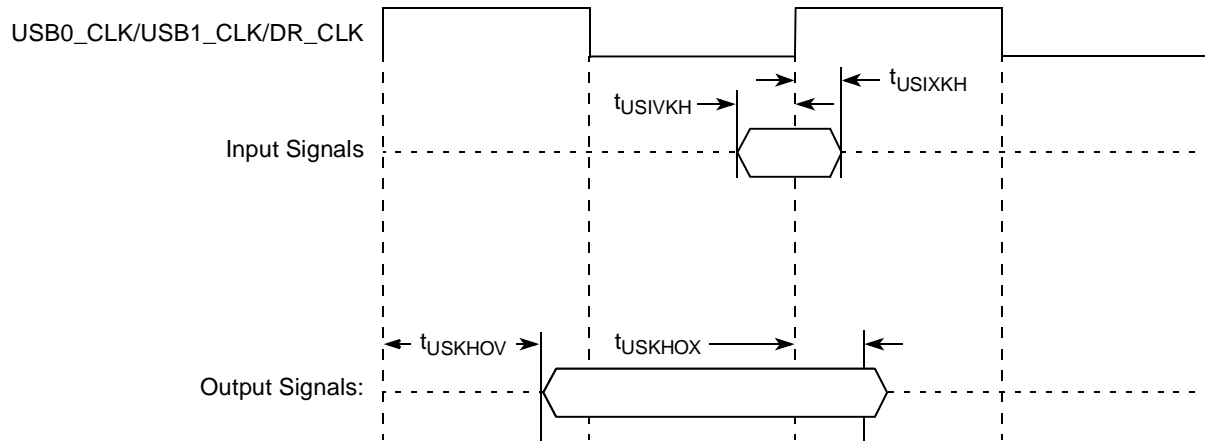 USB0_CLK/USB1_CLK/DR_CLK
tUSIXKH
tUSIVKH
Input Signals
tUSKHOV
tUSKHOX
Output Signals: